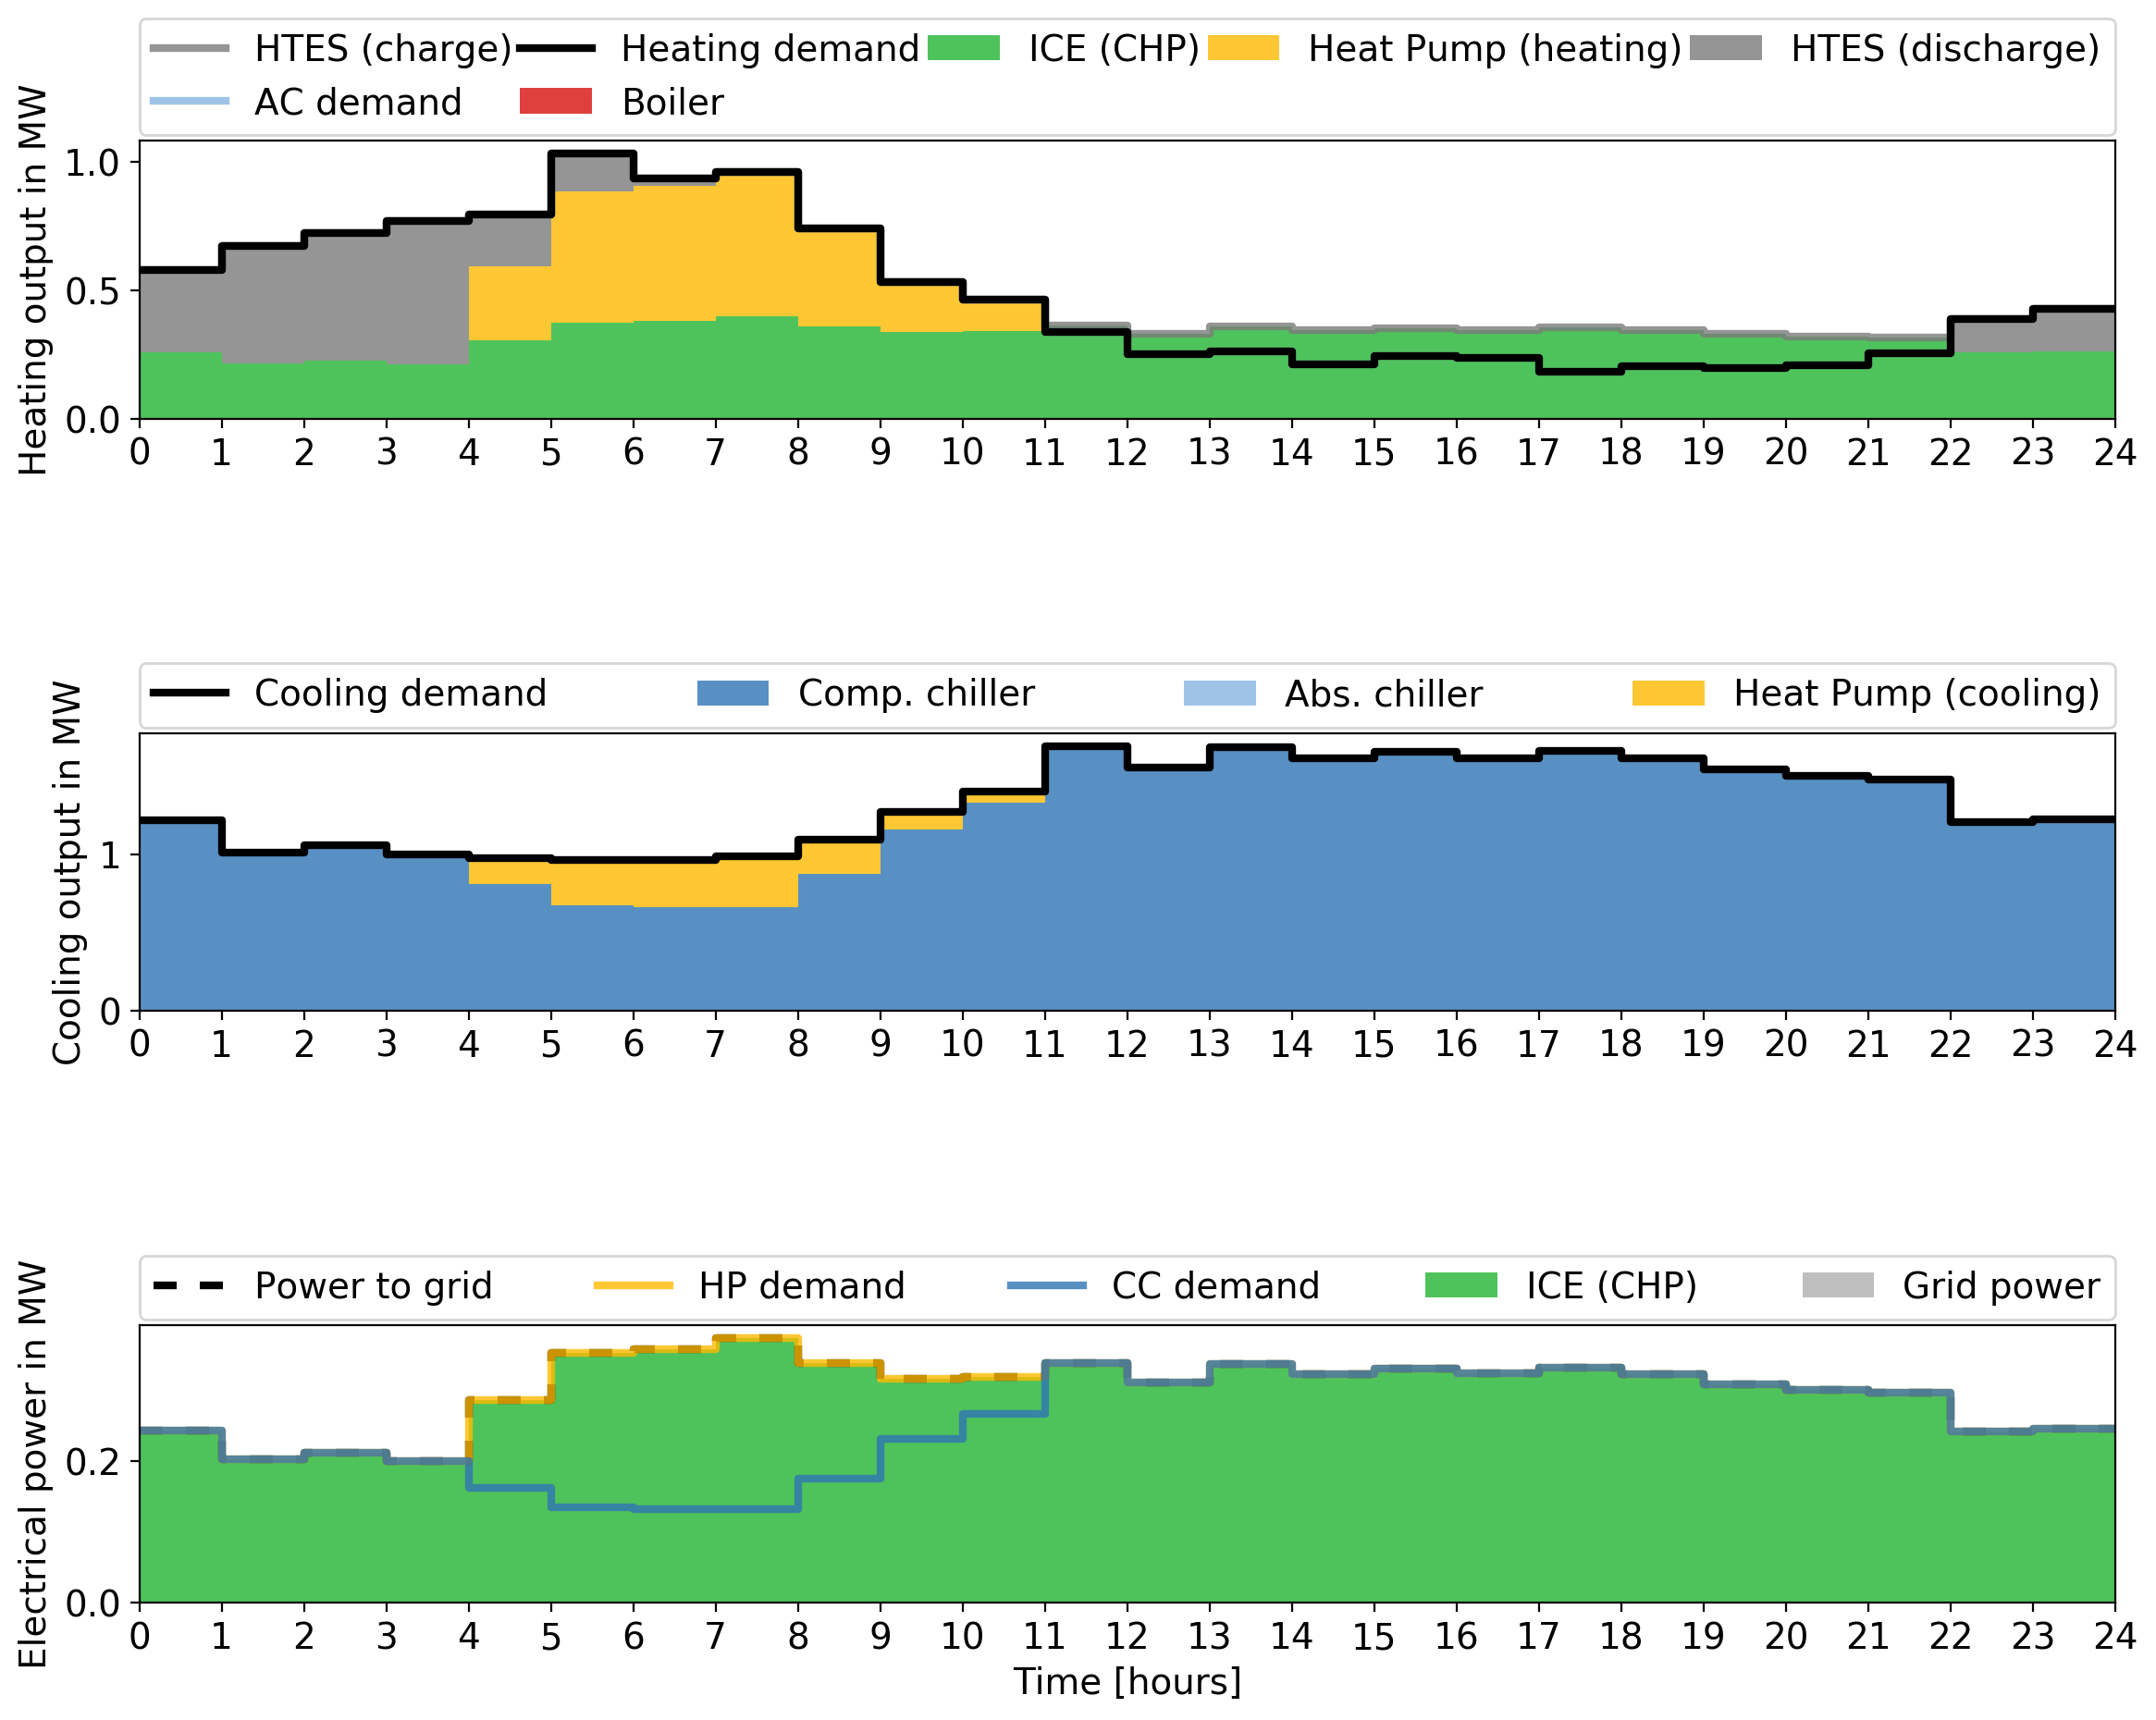 HTES (charge) Heating demand ICE (CHP) Heat Pump (heating) HTES (discharge)
AC demand Boiler
Heating output in MW
1.0
0.5
0.0
0 1 2 3 4 5 6 7 8 9 10 11 12 13 14 15 16 17 18 19 20 21 22 23 24
Cooling demand Comp. chiller Abs. chiller Heat Pump (cooling)
Cooling output in MW
1
0
0 1 2 3 4 5 6 7 8 9 10 11 12 13 14 15 16 17 18 19 20 21 22 23 24
Power to grid HP demand CC demand ICE (CHP) Grid power
Electrical power in MW
0.2
0.0
0 1 2 3 4 5 6 7 8 9 10 11 12 13 14 15 16 17 18 19 20 21 22 23 24
Time [hours]